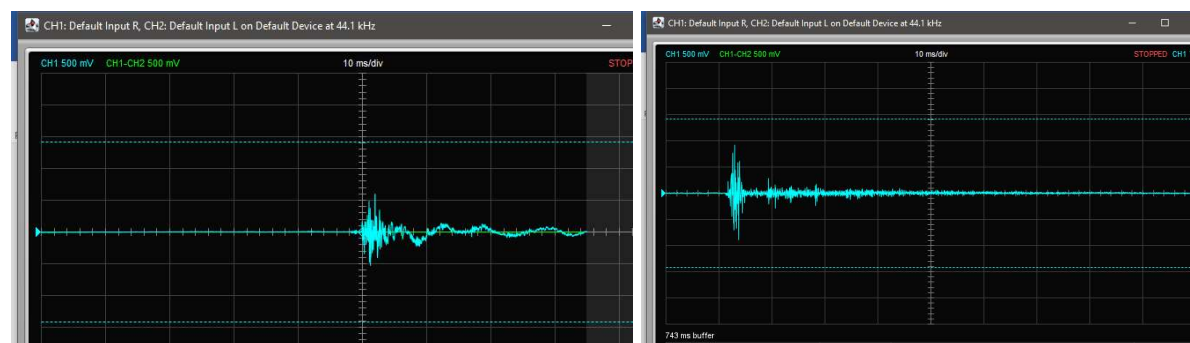 CH1: Default Input R, CH2: Default Input L on Default Device at 44.1 kHz
CH1 500 mV CH1-CH2 500 mV 10 ms/div STOP
CH1: Default Input R, CH2: Default Input L on Default Device at 44.1 kHz
CH1 500 mV CH1-CH2 500 mV 10 ms/div STOPPED CH1
743 ms buffer